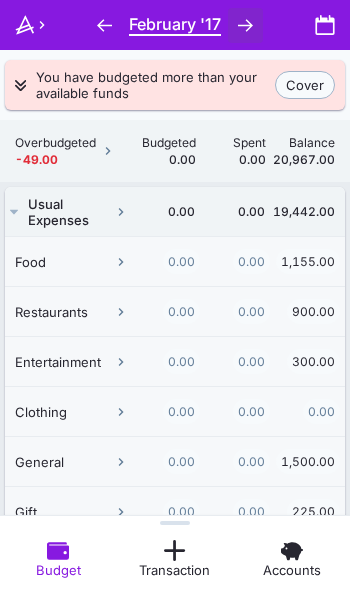 February '17
You have budgeted more than your
available funds
Cover
Overbudgeted Budgeted Spent Balance
-49.00 0.00 0.00 20,967.00
Usual
Expenses 0.00 0.00 19,442.00
Food 0.00 0.00 1,155.00
Restaurants 0.00 0.00 900.00
Entertainment 0.00 0.00 300.00
Clothing 0.00 0.00 0.00
General 0.00 0.00 1,500.00
Gift 0.00 0.00 225.00
Budget Transaction Accounts